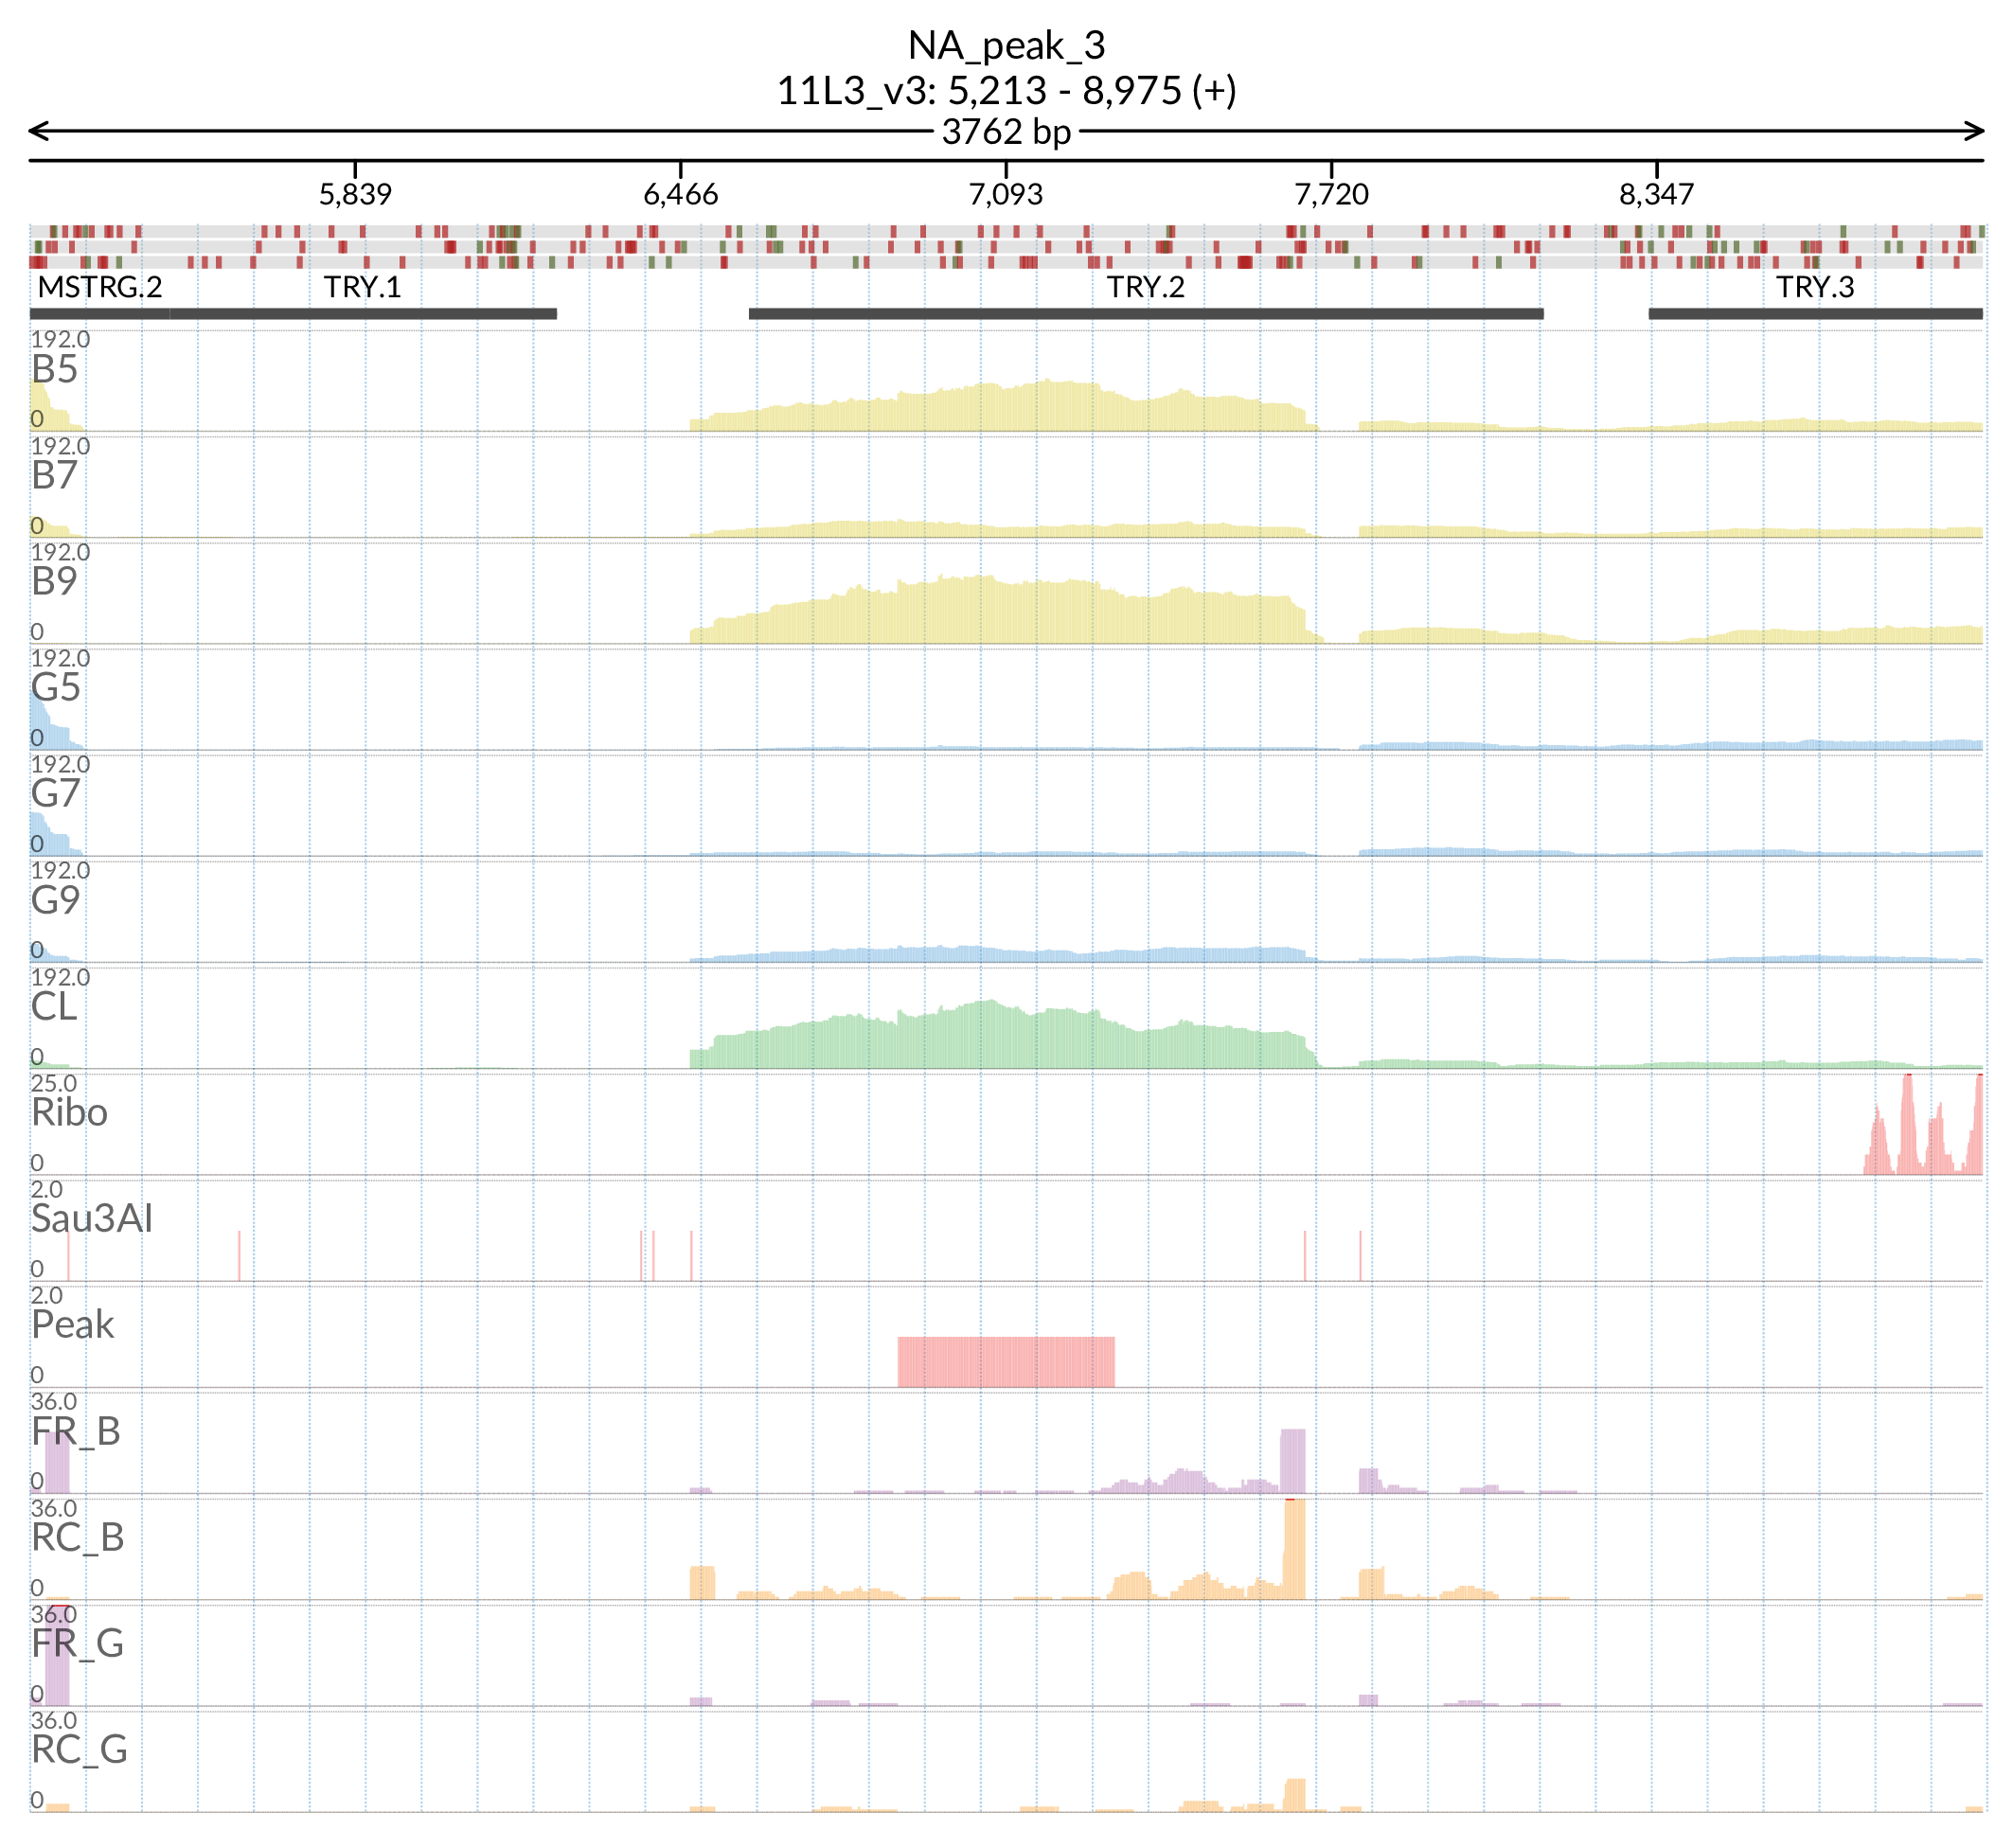 NA_peak_3
11L3_v3: 5,213 - 8,975 (+)
3762 bp
5,839 6,466 7,093 7,720 8,347
MSTRG.2 TRY.1 TRY.2 TRY.3
192.0
B5
0
192.0
B7
0
192.0
B9
0
192.0
G5
0
192.0
G7
0
192.0
G9
0
192.0
CL
0
25.0
Ribo
0
2.0
Sau3AI
0
2.0
Peak
0
36.0
FR_B
0
36.0
RC_B
0
36.0
FR_G
0
36.0
RC_G
0